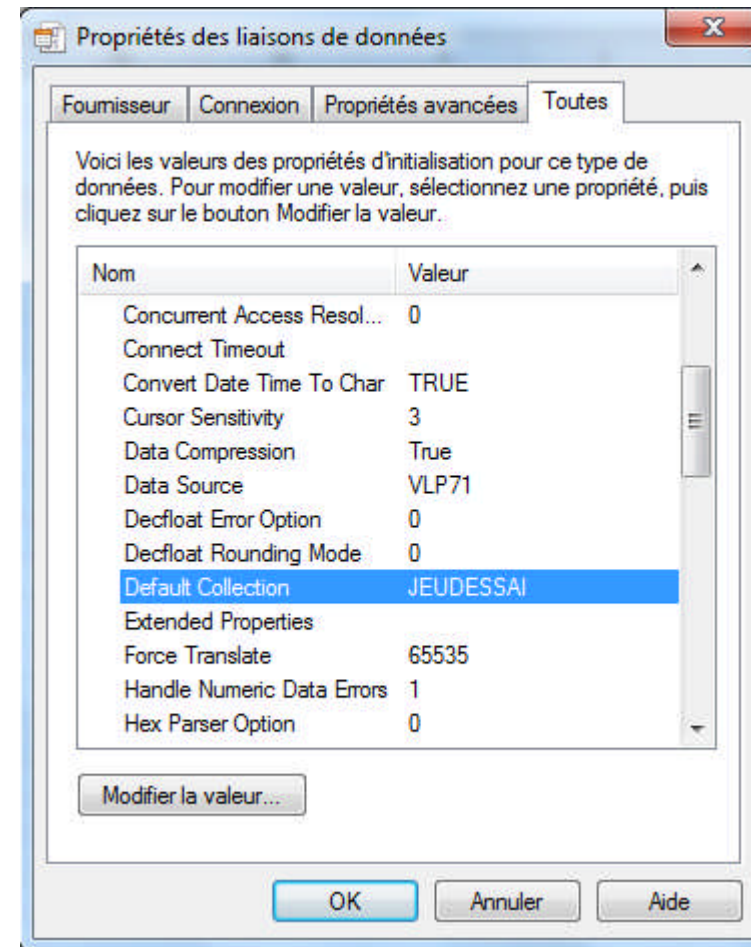 Propriétés des liaisons de données
Fournisseur Connexion Propriétés avancées Toutes
Voici les valeurs des propriétés d'initialisation pour ce type de
données. Pour modifier une valeur, sélectionnez une propriété, puis
cliquez sur le bouton Modifier la valeur.
Nom Valeur
Concurrent Access Resol... 0
Connect Timeout
Convert Date Time To Char TRUE
Cursor Sensitivity 3
Data Compression True
Data Source VLP71
Decfloat Error Option 0
Decfloat Rounding Mode 0
Default Collection JEUDESSAI
Extended Properties
Force Translate 65535
Handle Numeric Data Errors 1
Hex Parser Option 0
Modifier la valeur...
OK Annuler Aide